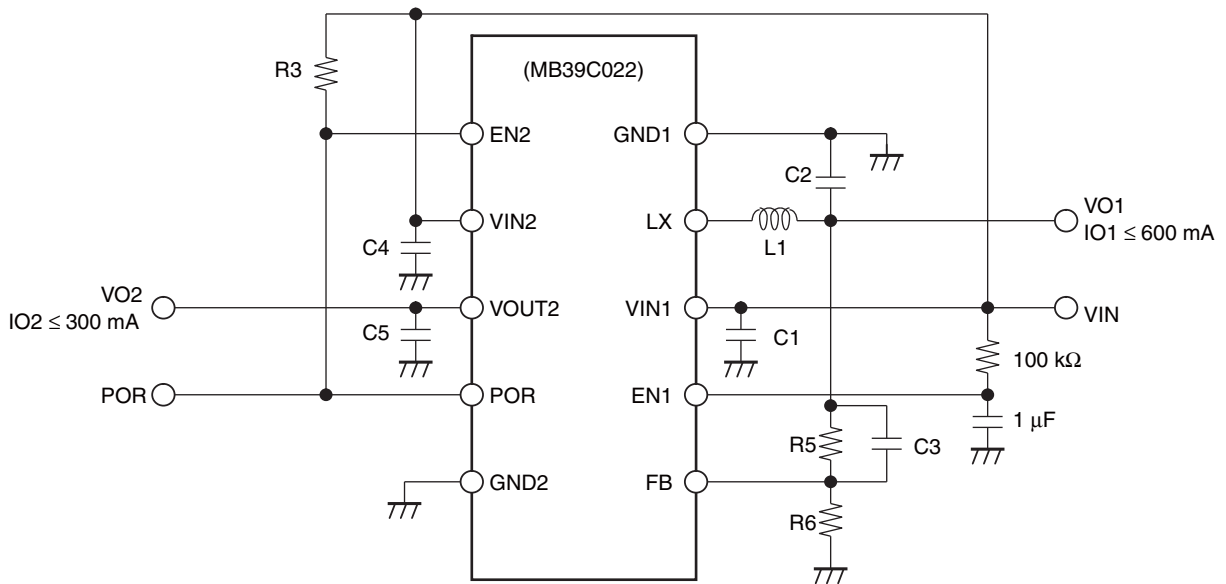 R3
(MB39C022)
EN2
GND1
C2
VIN2
LX
L1
C4
VO1
IO1 ≤ 600 mA
VO2
IO2 ≤ 300 mA
VOUT2
C5
VIN1
C1
VIN
100 kΩ
POR
POR
EN1
1 μF
R5
C3
GND2
FB
R6